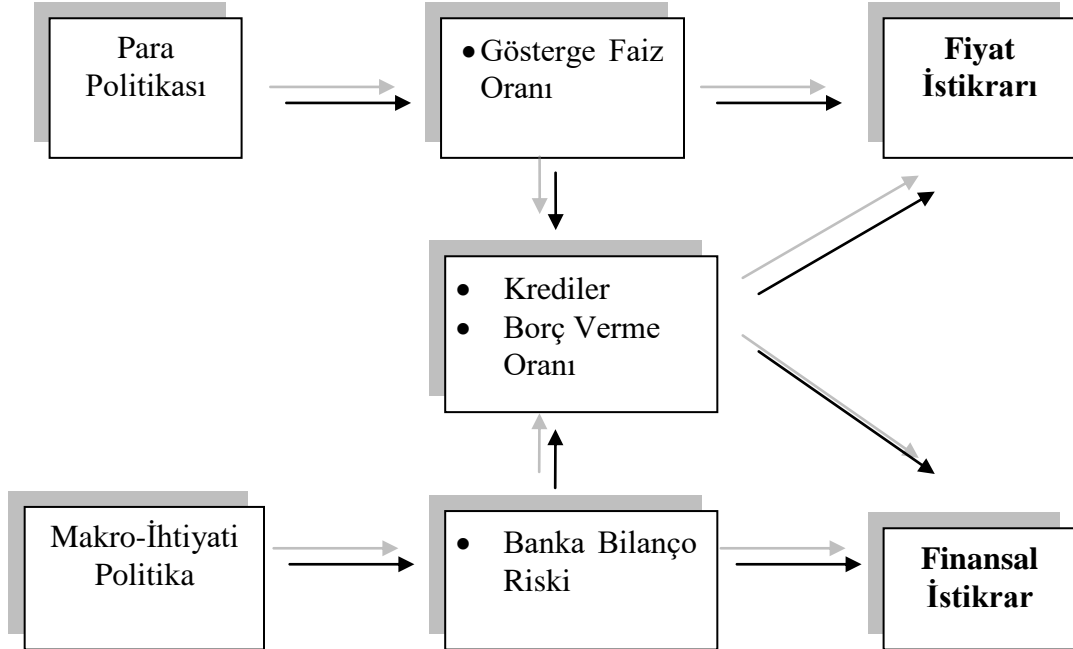 Para
Politikası
• Gösterge Faiz
Oranı
Fiyat
İstikrarı
• Krediler
• Borç Verme
Oranı
Makro-İhtiyati
Politika
• Banka Bilanço
Riski
Finansal
İstikrar